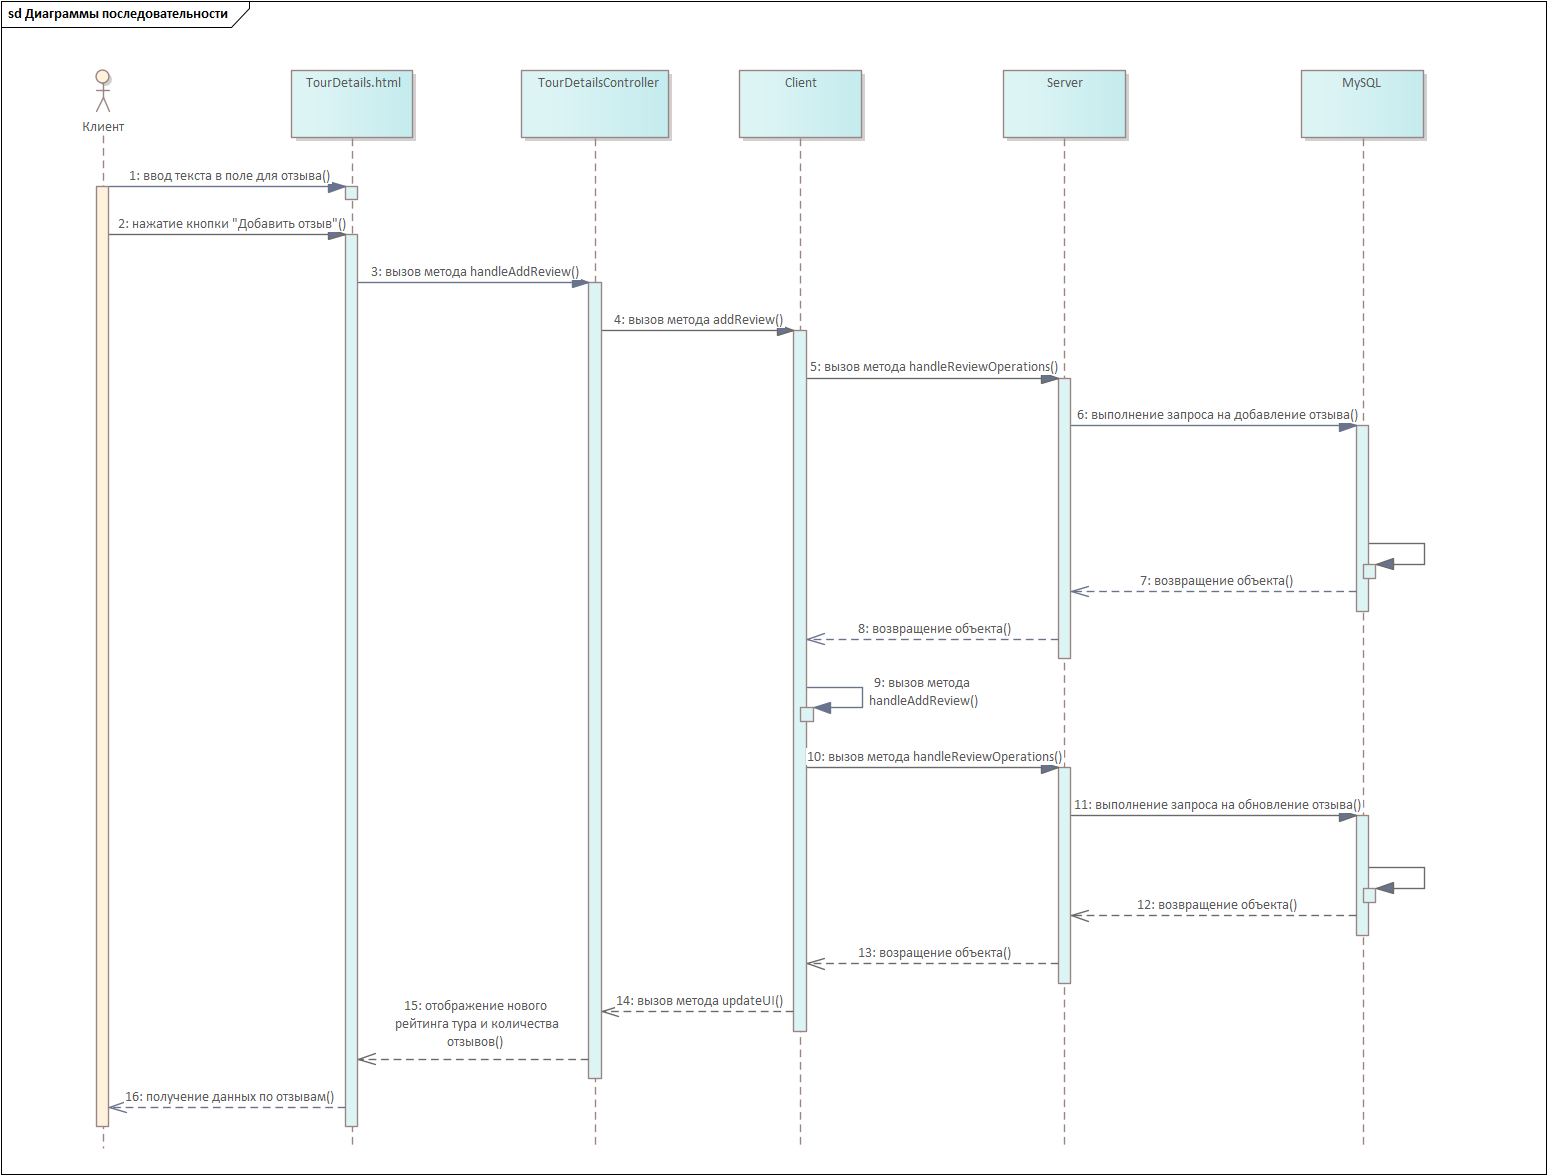 sd Диаграммы последовательности
TourDetails.html
TourDetailsController
Client
Server
MySQL
Клиент
1: ввод текста в поле для отзыва()
2: нажатие кнопки "Добавить отзыв"()
3: вызов метода handleAddReview()
4: вызов метода addReview()
5: вызов метода handleReviewOperations()
6: выполнение запроса на добавление отзыва()
7: возвращение объекта()
8: возвращение объекта()
9: вызов метода
handleAddReview()
10: вызов метода handleReviewOperations()
11: выполнение запроса на обновление отзыва()
12: возвращение объекта()
13: возращение объекта()
14: вызов метода updateUI()
15: отображение нового
рейтинга тура и количества
отзывов()
16: получение данных по отзывам()